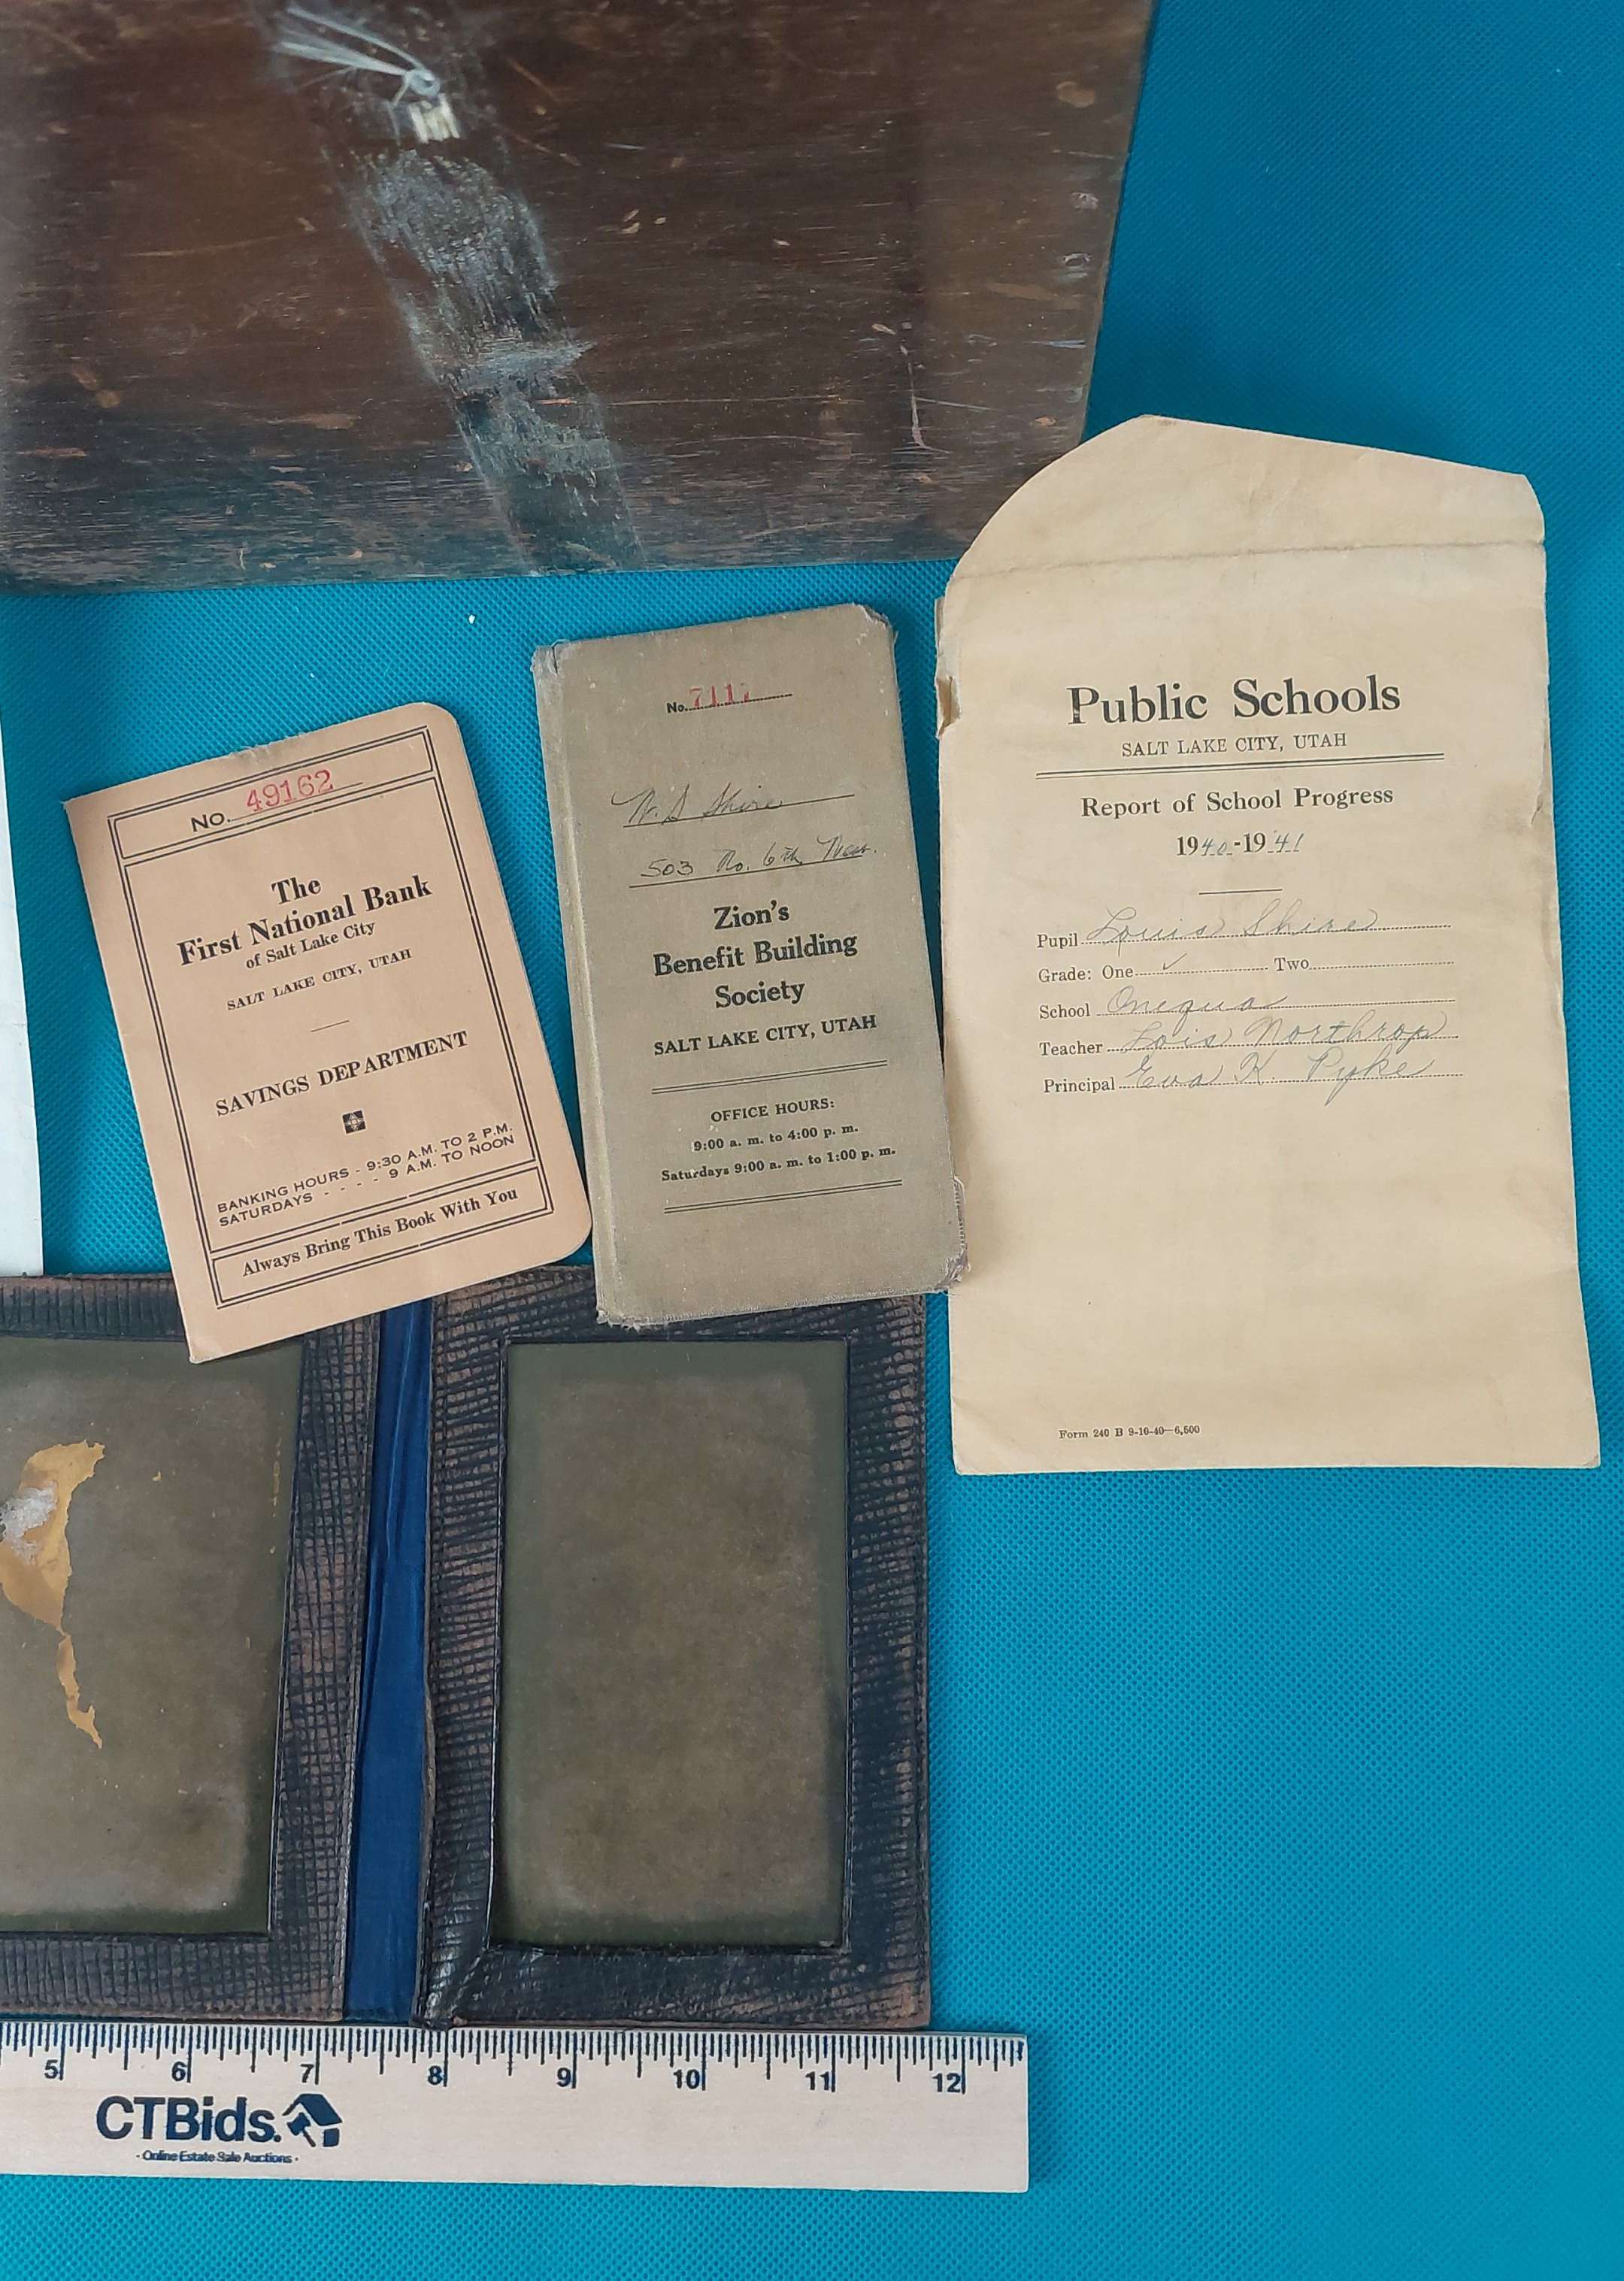 No. 49162
The
First National Bank
of Salt Lake City
SALT LAKE CITY, UTAH
SAVINGS DEPARTMENT
BANKING HOURS - 9:30 A.M. TO 2 P.M.
SATURDAYS - - - - 9 A.M. TO NOON
Always Bring This Book With You
No. 7117
W. S Shire
503 No. 6th West.
Zion's
Benefit Building
Society
SALT LAKE CITY, UTAH
OFFICE HOURS:
9:00 a. m. to 4:00 p. m.
Saturdays 9:00 a. m. to 1:00 p. m.
Public Schools
SALT LAKE CITY, UTAH
Report of School Progress
1940-1941
Pupil Louis Shire
Grade: One ✓ Two
School Onequa
Teacher Lois Northrop
Principal Eva K. Pyke
Form 240 B 9-10-40—6,500
5 6 7 8 9 10 11 12
CTBids.
- Online Estate Sale Auctions -